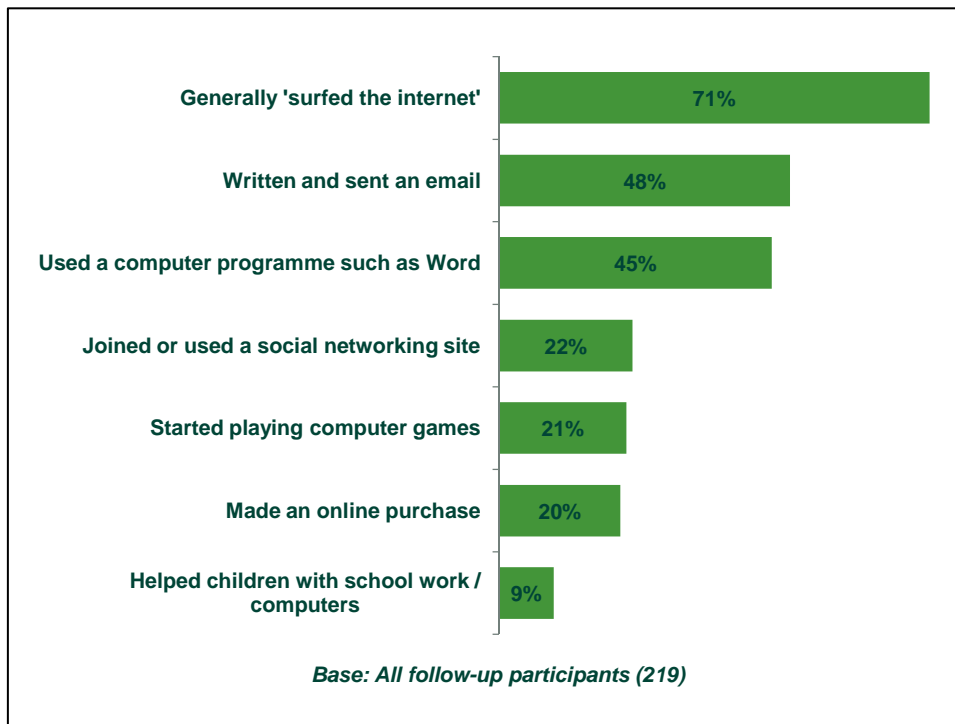 Generally 'surfed the internet'
71%
Written and sent an email
48%
Used a computer programme such as Word
45%
Joined or used a social networking site
22%
Started playing computer games
21%
Made an online purchase
20%
Helped children with school work /
computers
9%
Base: All follow-up participants (219)